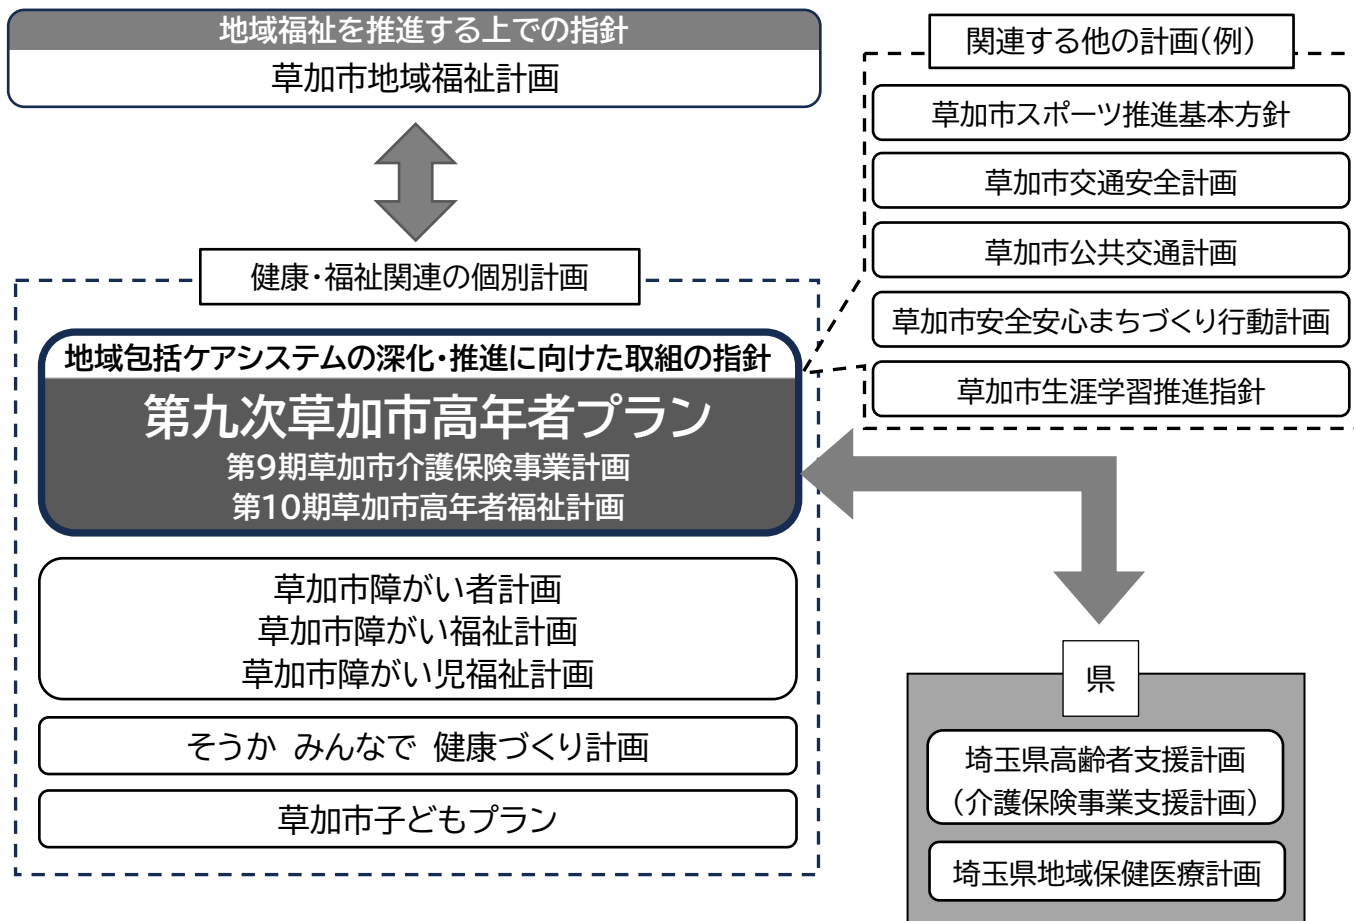 地域福祉を推進する上での指針
草加市地域福祉計画
健康・福祉関連の個別計画
地域包括ケアシステムの深化・推進に向けた取組の指針
第九次草加市高年者プラン
第9期草加市介護保険事業計画
第10期草加市高年者福祉計画
草加市障がい者計画
草加市障がい福祉計画
草加市障がい児福祉計画
そうか みんなで 健康づくり計画
草加市子どもプラン
関連する他の計画(例)
草加市スポーツ推進基本方針
草加市交通安全計画
草加市公共交通計画
草加市安全安心まちづくり行動計画
草加市生涯学習推進指針
県
埼玉県高齢者支援計画
(介護保険事業支援計画)
埼玉県地域保健医療計画